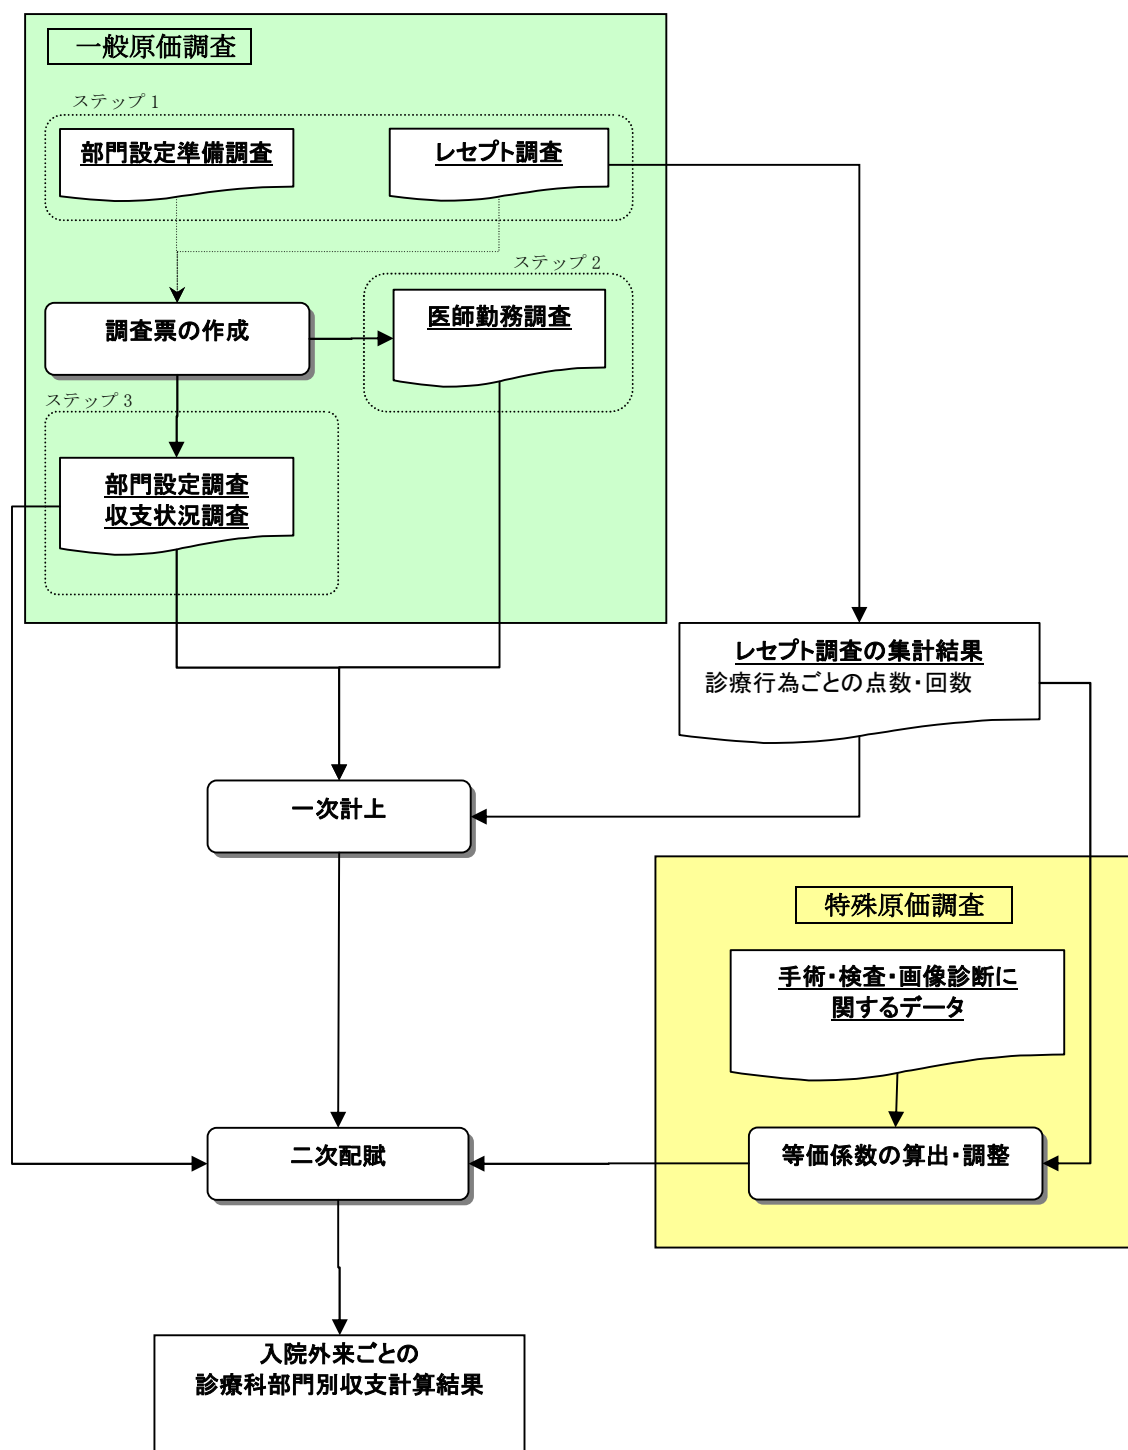 一般原価調査
ステップ1
部門設定準備調査
レセプト調査
ステップ2
調査票の作成
医師勤務調査
ステップ3
部門設定調査
収支状況調査
レセプト調査の集計結果
診療行為ごとの点数・回数
一次計上
特殊原価調査
手術・検査・画像診断に
関するデータ
二次配賦
等価係数の算出・調整
入院外来ごとの
診療科部門別収支計算結果